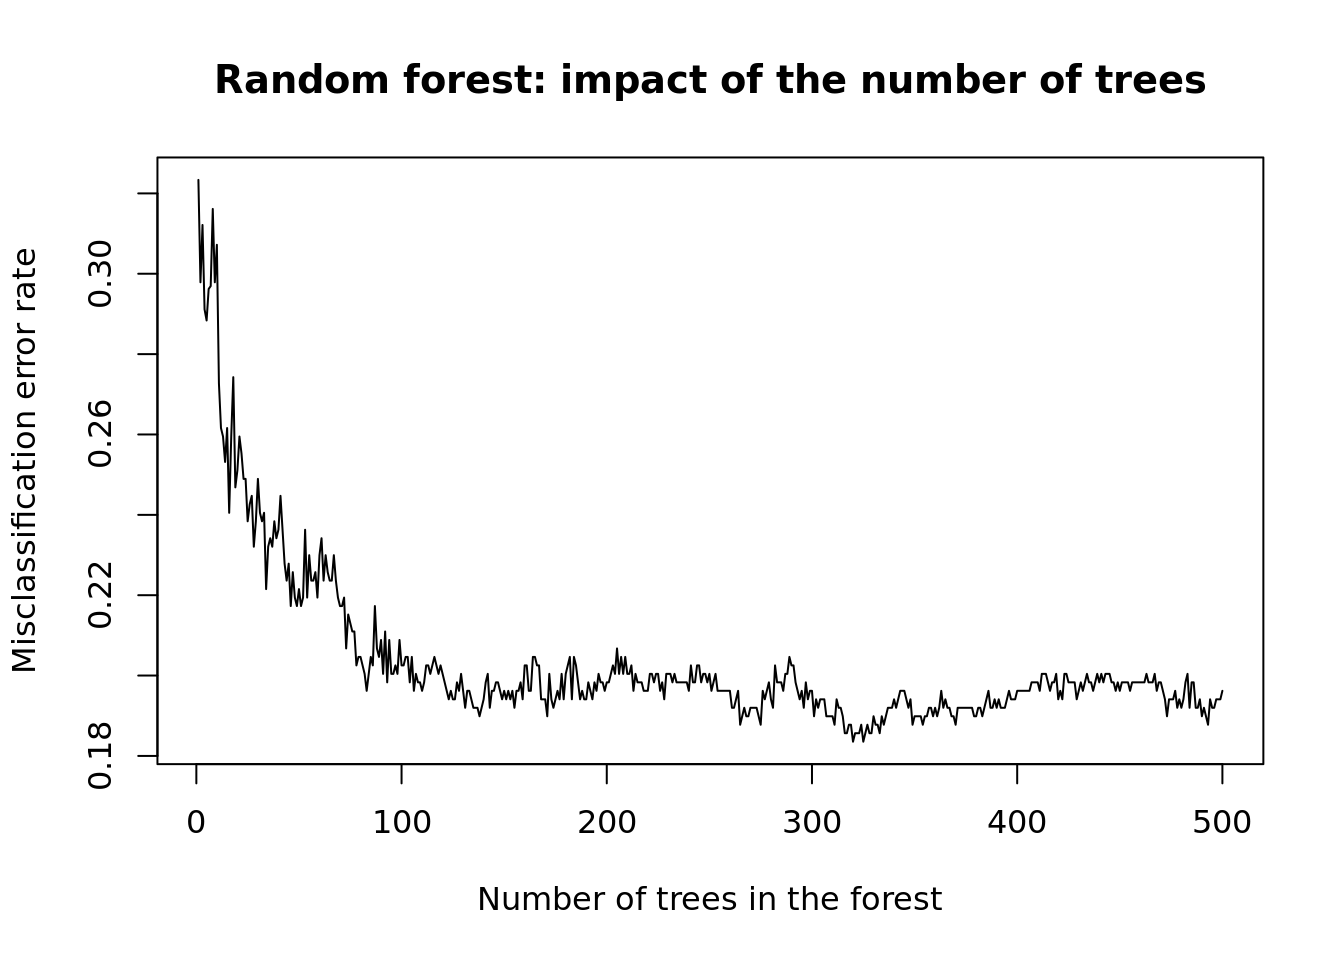 Random forest: impact of the number of trees
Misclassification error rate
0.30
0.26
0.22
0.18
0 100 200 300 400 500
Number of trees in the forest